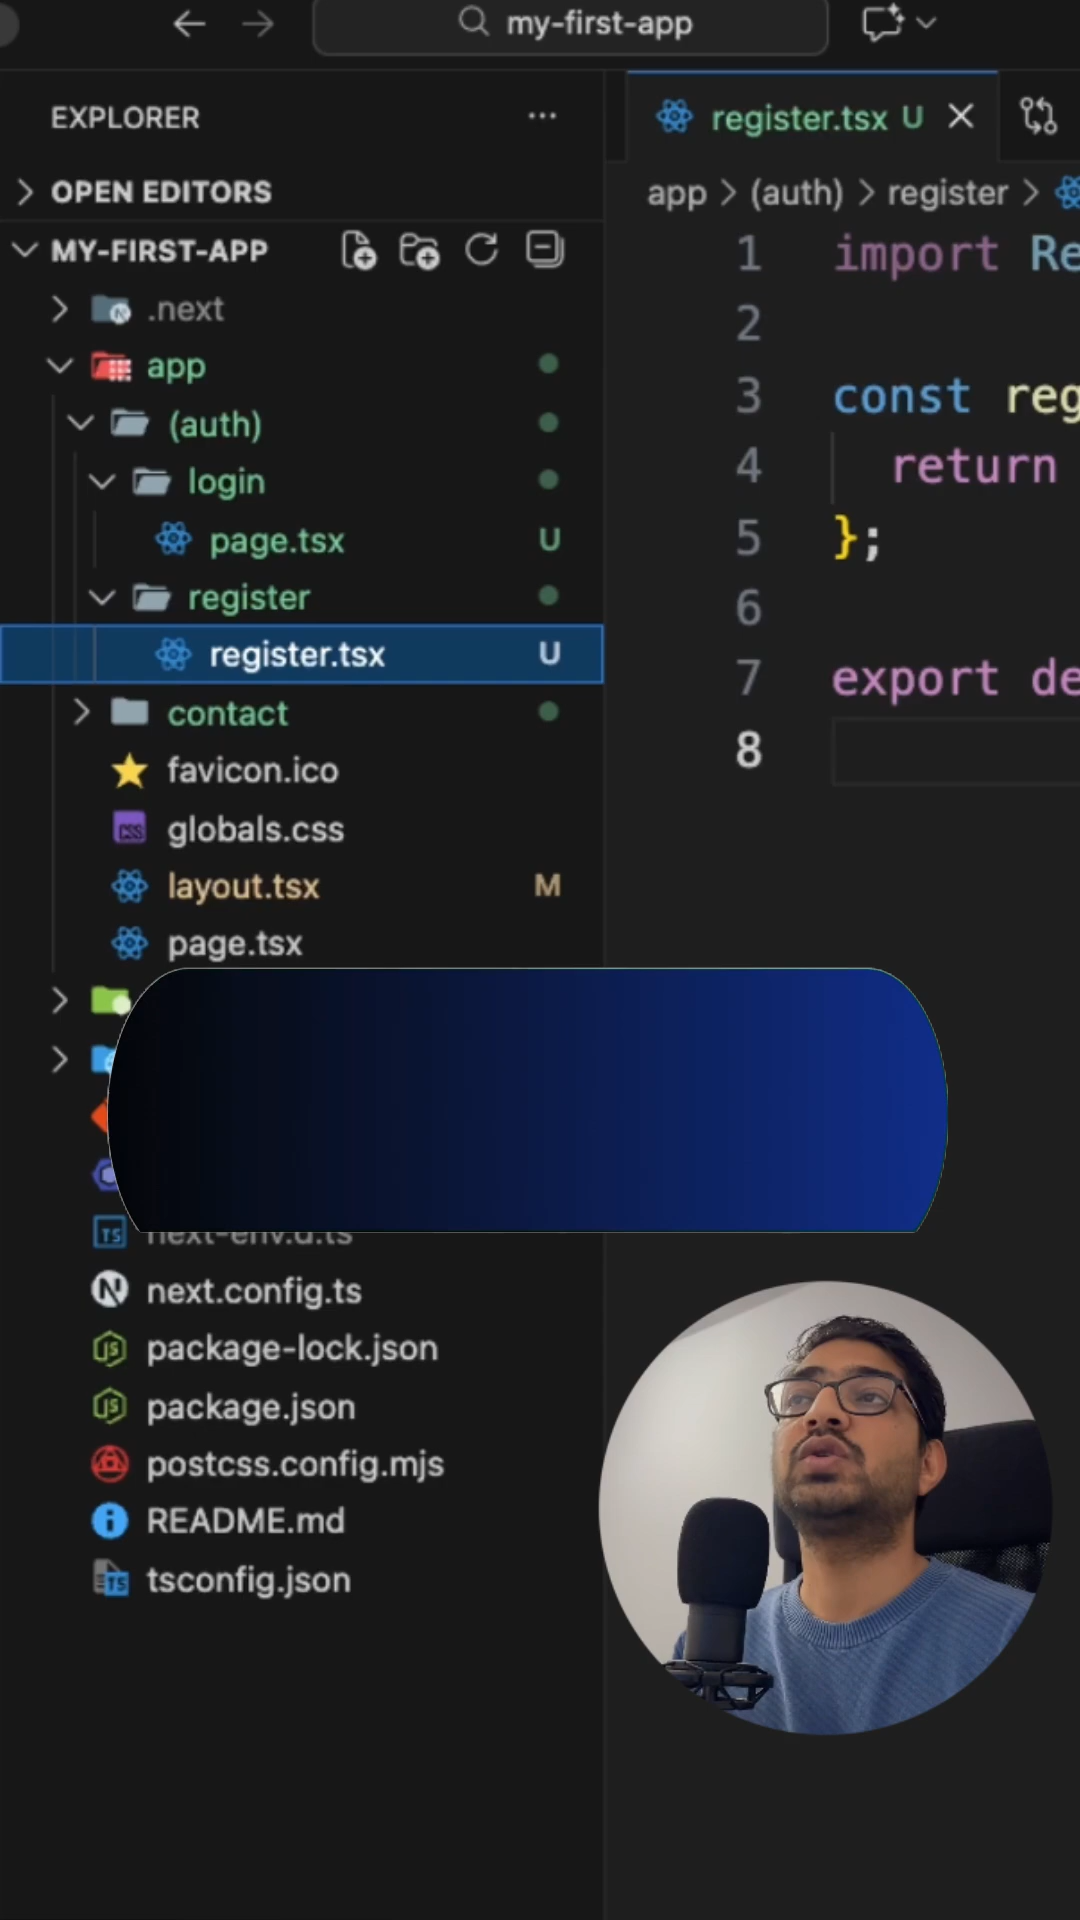 my-first-app
EXPLORER
register.tsx U
OPEN EDITORS
app > (auth) > register >
MY-FIRST-APP
.next
app
(auth)
login
page.tsx U
register
register.tsx U
contact
favicon.ico
globals.css
layout.tsx M
page.tsx
next-env.d.ts
next.config.ts
package-lock.json
package.json
postcss.config.mjs
README.md
tsconfig.json
1 import Re
2
3 const reg
4 return
5 };
6
7 export de
8